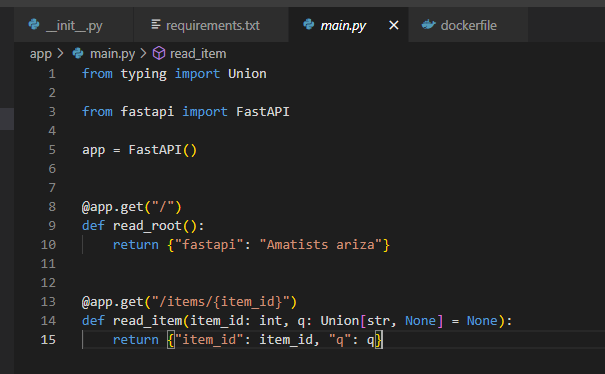 __init__.py requirements.txt main.py dockerfile
app > main.py > read_item
1 from typing import Union
2
3 from fastapi import FastAPI
4
5 app = FastAPI()
6
7
8 @app.get("/")
9 def read_root():
10     return {"fastapi": "Amatists ariza"}
11
12
13 @app.get("/items/{item_id}")
14 def read_item(item_id: int, q: Union[str, None] = None):
15     return {"item_id": item_id, "q": q}